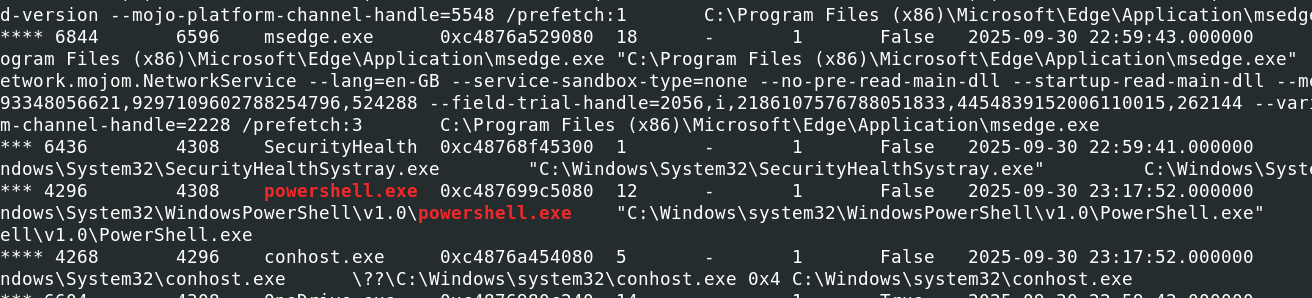 d-version --mojo-platform-channel-handle=5548 /prefetch:1 C:\Program Files (x86)\Microsoft\Edge\Application\msedg
**** 6844 6596 msedge.exe 0xc4876a529080 18 - 1 False 2025-09-30 22:59:43.000000
ogram Files (x86)\Microsoft\Edge\Application\msedge.exe "C:\Program Files (x86)\Microsoft\Edge\Application\msedge.exe"
etwork.mojom.NetworkService --lang=en-GB --service-sandbox-type=none --no-pre-read-main-dll --startup-read-main-dll --mo
93348056621,9297109602788254796,524288 --field-trial-handle=2056,i,2186107576788051833,4454839152006110015,262144 --vari
m-channel-handle=2228 /prefetch:3 C:\Program Files (x86)\Microsoft\Edge\Application\msedge.exe
*** 6436 4308 SecurityHealth 0xc48768f45300 1 - 1 False 2025-09-30 22:59:41.000000
ndows\System32\SecurityHealthSystray.exe "C:\Windows\System32\SecurityHealthSystray.exe" C:\Windows\Syst
*** 4296 4308 powershell.exe 0xc487699c5080 12 - 1 False 2025-09-30 23:17:52.000000
ndows\System32\WindowsPowerShell\v1.0\powershell.exe "C:\Windows\system32\WindowsPowerShell\v1.0\PowerShell.exe"
ell\v1.0\PowerShell.exe
**** 4268 4296 conhost.exe 0xc4876a454080 5 - 1 False 2025-09-30 23:17:52.000000
ndows\System32\conhost.exe \??\C:\Windows\system32\conhost.exe 0x4 C:\Windows\system32\conhost.exe